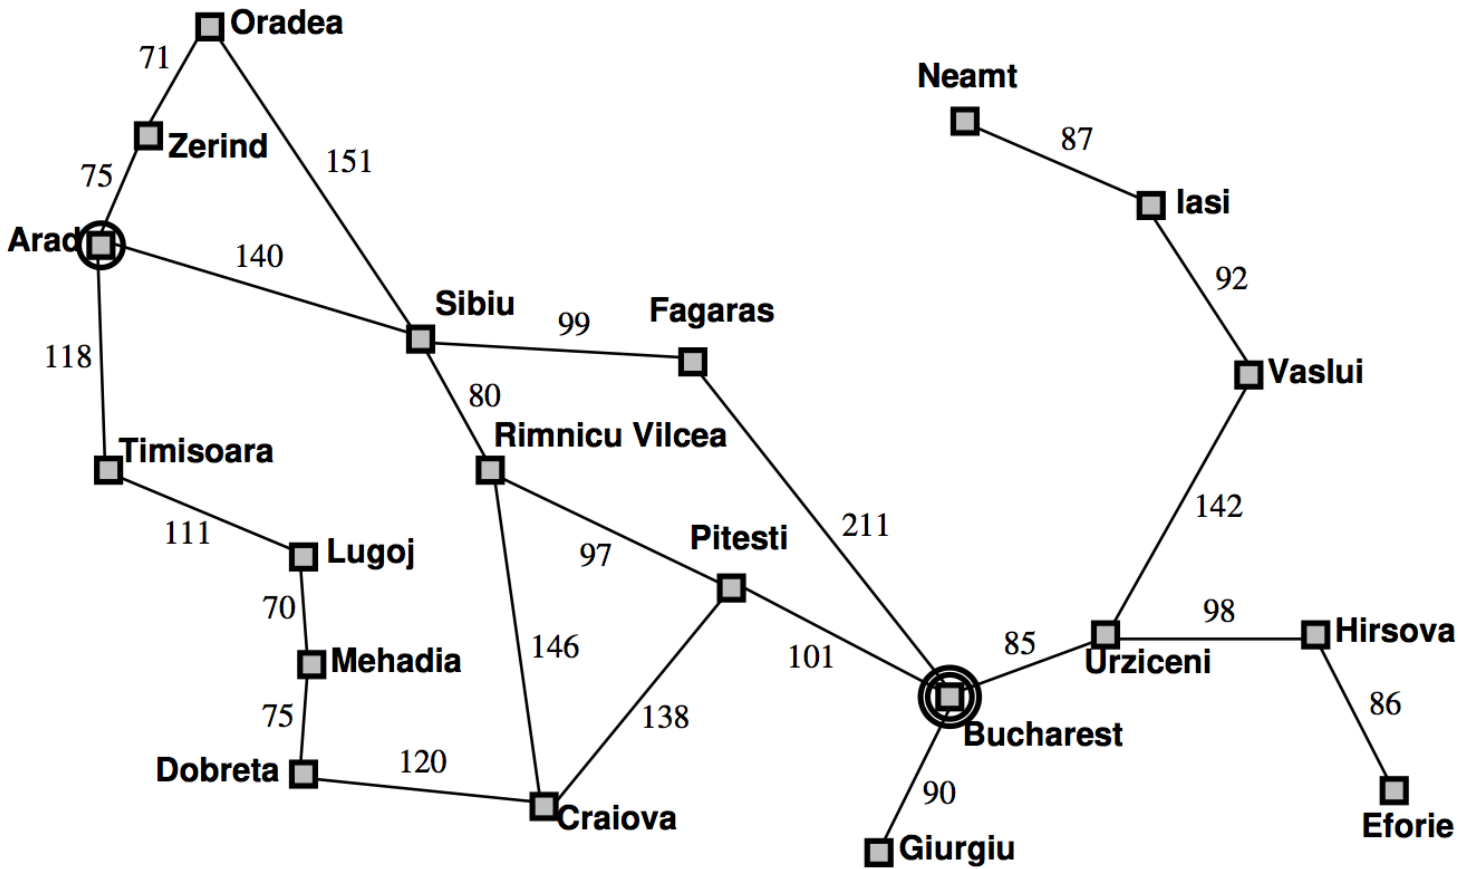 Oradea
71
Neamt
87
Zerind
151
75
Iasi
Arad
140
92
Sibiu
Fagaras
99
118
Vaslui
80
Rimnicu Vilcea
Timisoara
142
211
111
Pitesti
Lugoj
97
70
98
Hirsova
146
85
101
Mehadia
Urziceni
75
138
86
Bucharest
120
Dobreta
90
Craiova
Eforie
Giurgiu